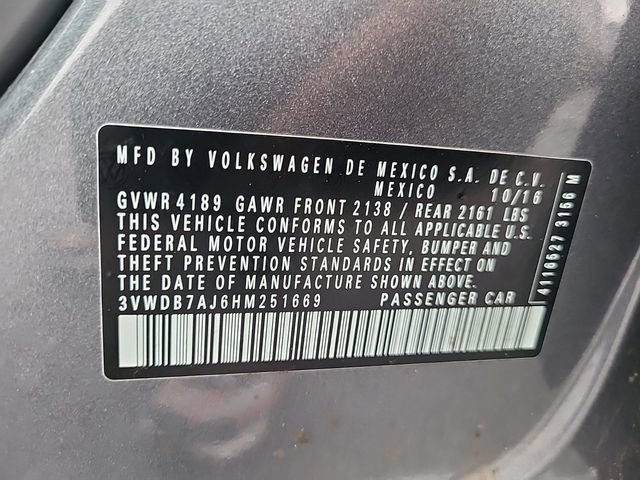 MFD BY VOLKSWAGEN DE MEXICO S.A. DE C.V.
MEXICO 10/16
GVWR 4189 GAWR FRONT 2138 / REAR 2161 LBS
THIS VEHICLE CONFORMS TO ALL APPLICABLE U.S.
FEDERAL MOTOR VEHICLE SAFETY, BUMPER AND
THEFT PREVENTION STANDARDS IN EFFECT ON
THE DATE OF MANUFACTURE SHOWN ABOVE.
3VWDB7AJ6HM251669 PASSENGER CAR
4116627 3166 M